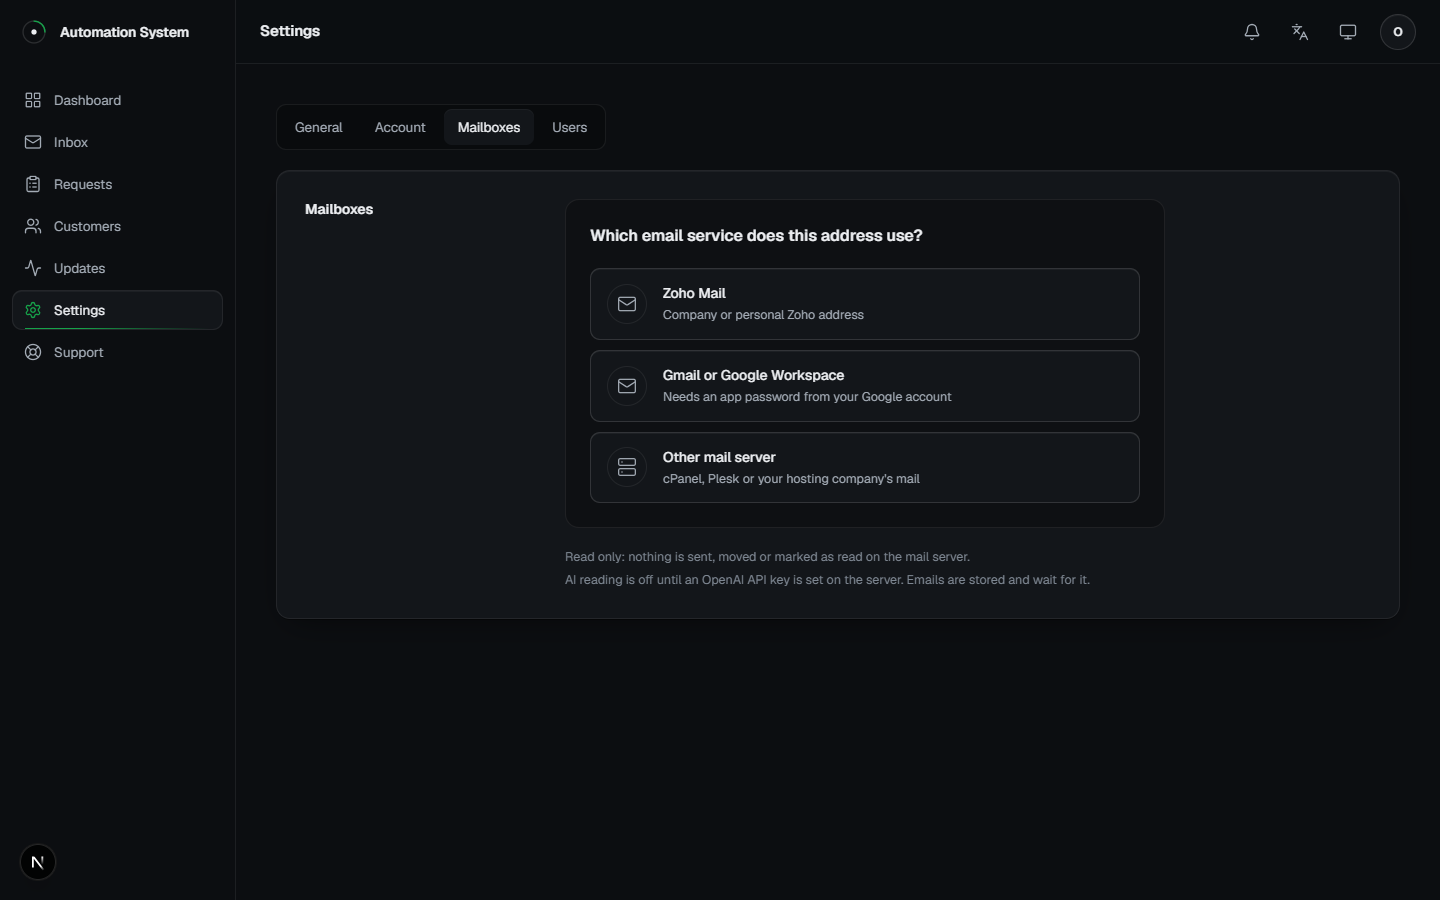 Automation System
Settings
O
Dashboard
Inbox
Requests
Customers
Updates
Settings
Support
General
Account
Mailboxes
Users
Mailboxes
Which email service does this address use?
Zoho Mail
Company or personal Zoho address
Gmail or Google Workspace
Needs an app password from your Google account
Other mail server
cPanel, Plesk or your hosting company's mail
Read only: nothing is sent, moved or marked as read on the mail server.
AI reading is off until an OpenAI API key is set on the server. Emails are stored and wait for it.
N